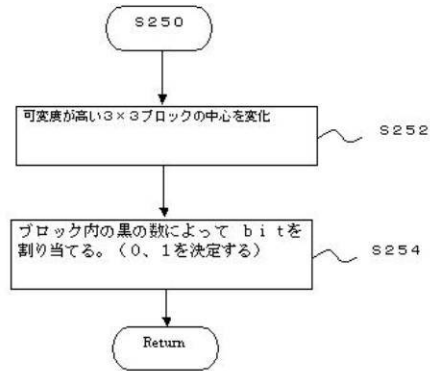 S250
可変度が高い3×3ブロックの中心を変化
S252
ブロック内の黒の数によって bitを
割り当てる。(0、1を決定する)
S254
Return